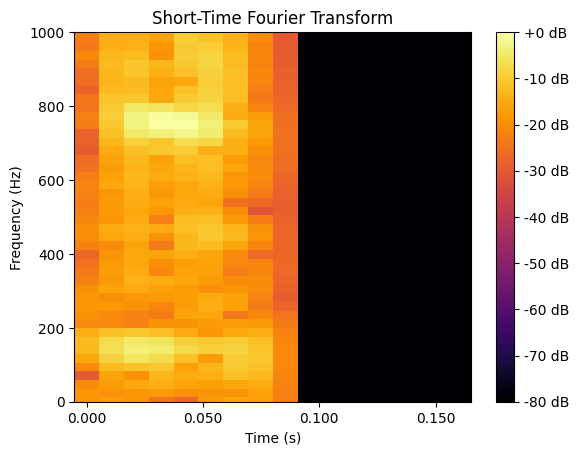 Short-Time Fourier Transform
Frequency (Hz)
1000
800
600
400
200
0
0.000
0.050
0.100
0.150
Time (s)
+0 dB
-10 dB
-20 dB
-30 dB
-40 dB
-50 dB
-60 dB
-70 dB
-80 dB